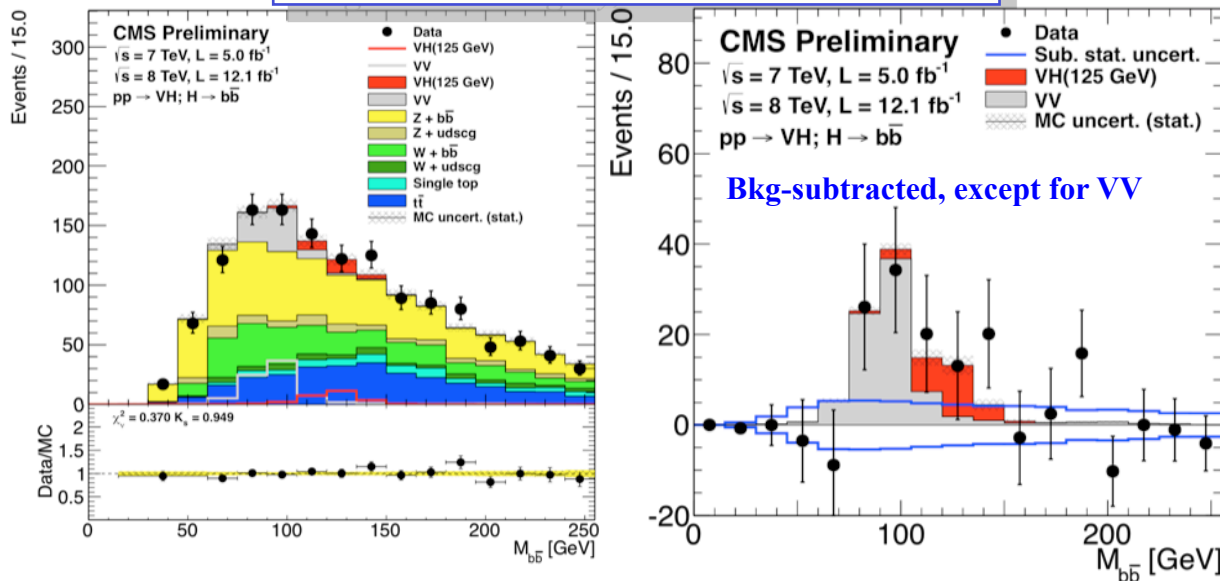 CMS Preliminary
√s = 7 TeV, L = 5.0 fb⁻¹
√s = 8 TeV, L = 12.1 fb⁻¹
pp → VH; H → bb̄
Data
VH(125 GeV)
VV
VH(125 GeV)
VV
Z + bb̄
Z + udscg
W + bb̄
W + udscg
Single top
tt̄
MC uncert. (stat.)
Events / 15.0
300
250
200
150
100
50
0
χ²ᵥ = 0.370 Kₛ = 0.949
Data/MC
2
1.5
1
0.5
0
50
100
150
200
250
M_bb̄ [GeV]
CMS Preliminary
√s = 7 TeV, L = 5.0 fb⁻¹
√s = 8 TeV, L = 12.1 fb⁻¹
pp → VH; H → bb̄
Data
Sub. stat. uncert.
VH(125 GeV)
VV
MC uncert. (stat.)
Bkg-subtracted, except for VV
Events / 15.0
80
60
40
20
0
-20
0
100
200
M_bb̄ [GeV]